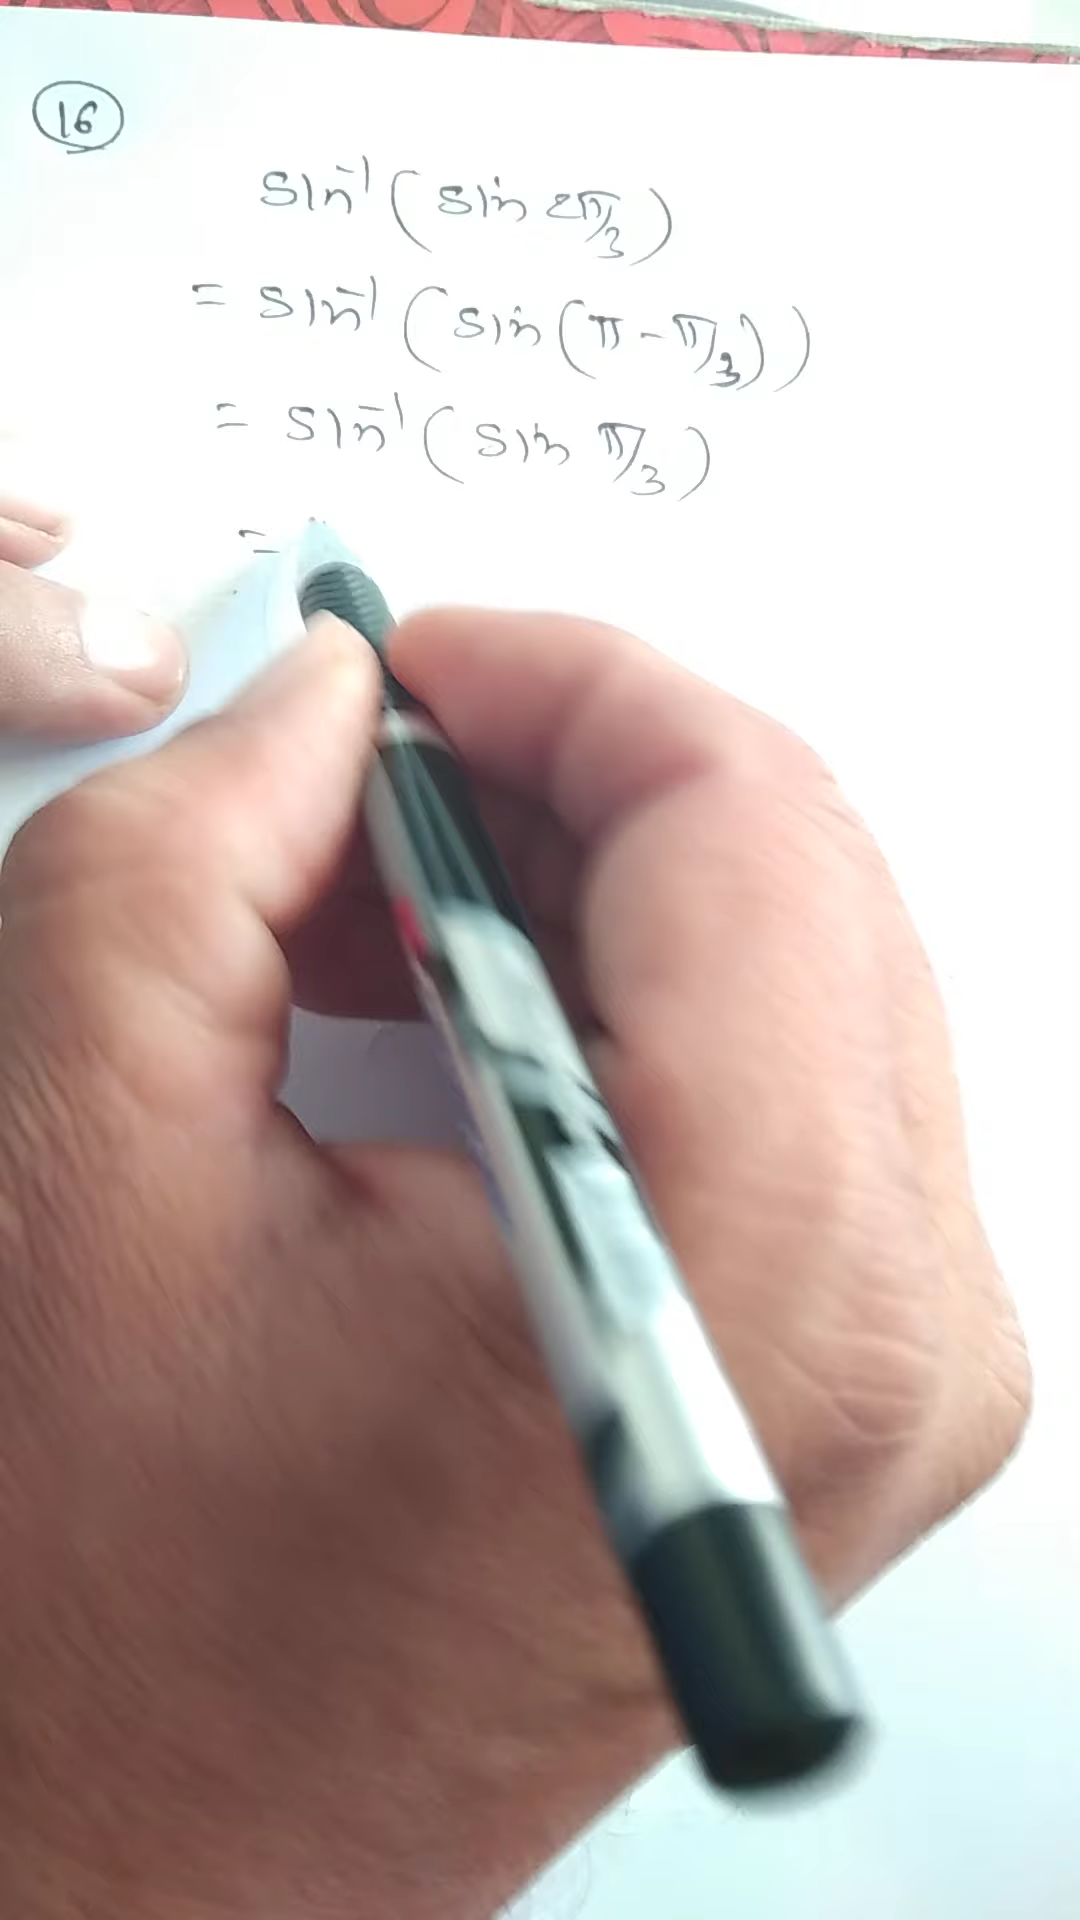 16
sin⁻¹ ( sin 2π/3 )
= sin⁻¹ ( sin ( π - π/3 ) )
= sin⁻¹ ( sin π/3 )
=